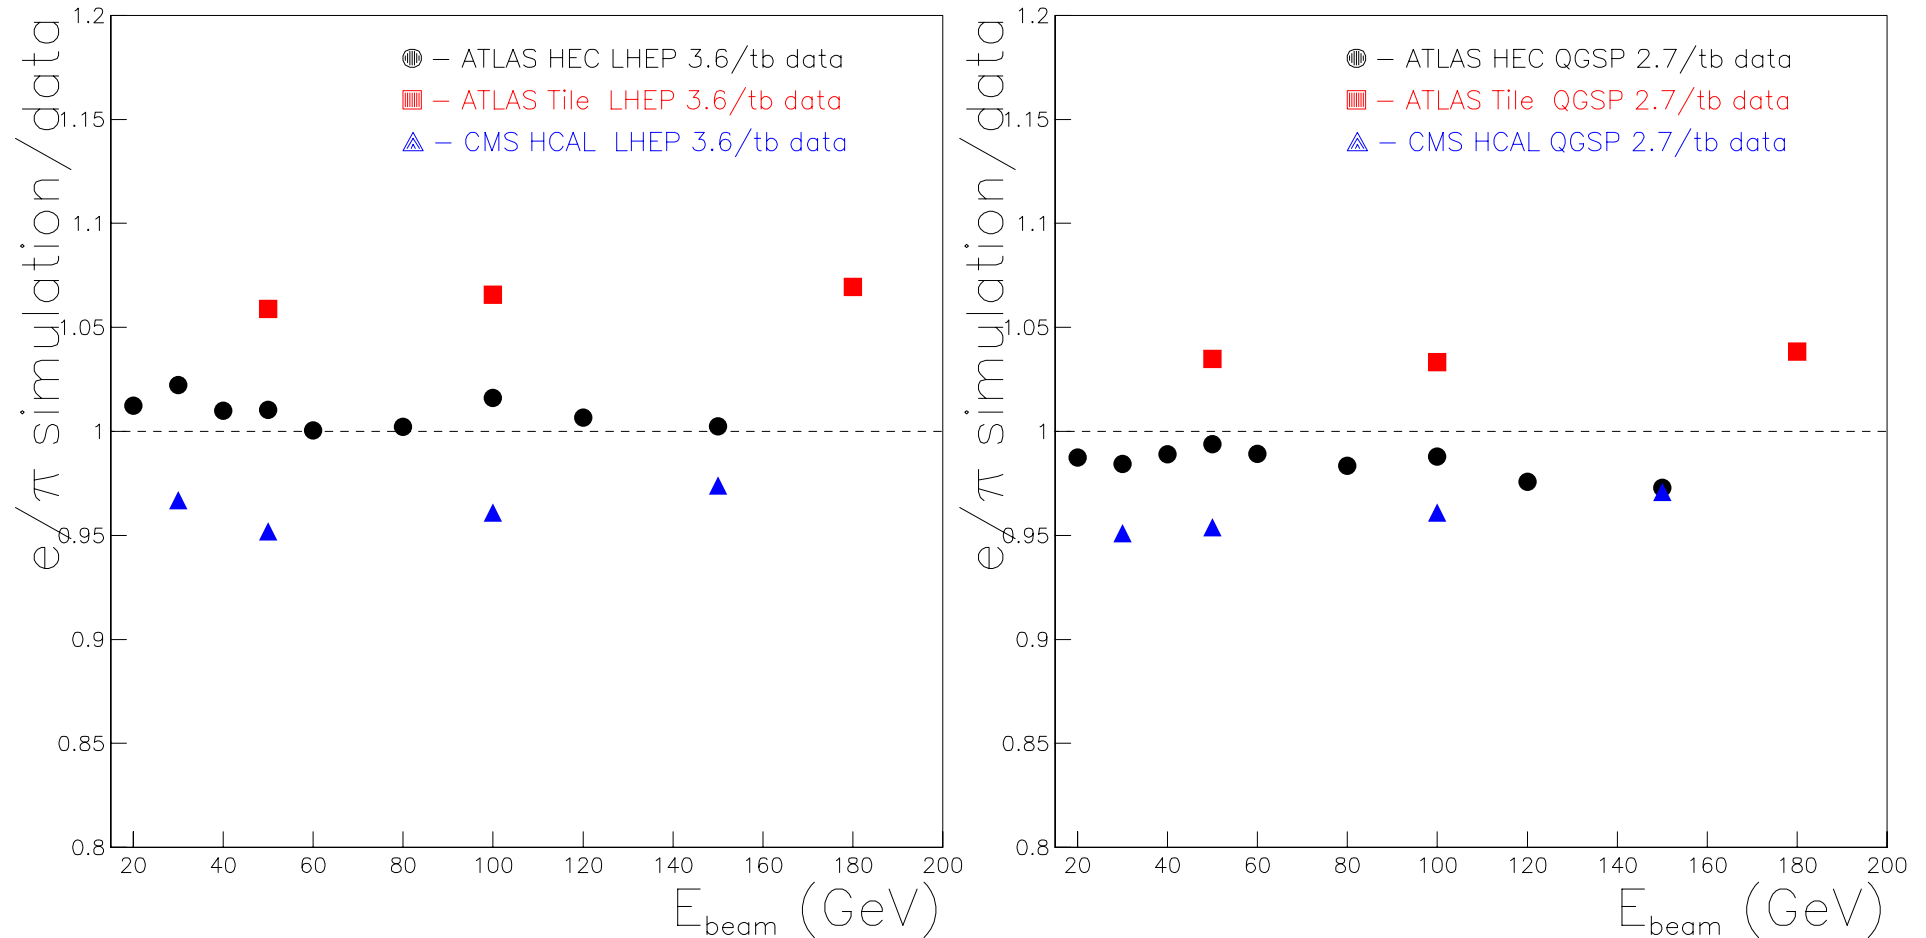 e/π simulation/data
1.2
1.15
1.1
1.05
1
0.95
0.9
0.85
0.8
– ATLAS HEC LHEP 3.6/tb data
– ATLAS Tile LHEP 3.6/tb data
– CMS HCAL LHEP 3.6/tb data
20 40 60 80 100 120 140 160 180 200
E_beam (GeV)
e/π simulation/data
1.2
1.15
1.1
1.05
1
0.95
0.9
0.85
0.8
– ATLAS HEC QGSP 2.7/tb data
– ATLAS Tile QGSP 2.7/tb data
– CMS HCAL QGSP 2.7/tb data
20 40 60 80 100 120 140 160 180 200
E_beam (GeV)